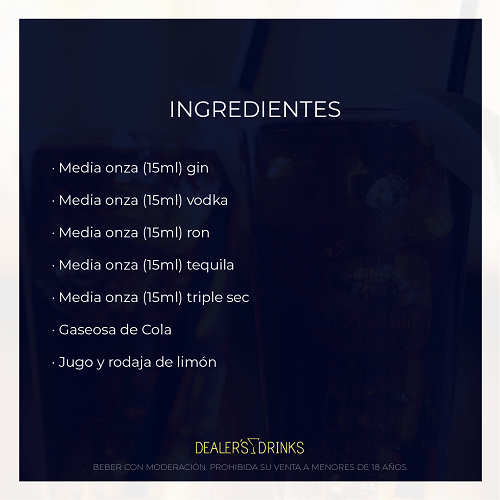 INGREDIENTES
· Media onza (15ml) gin
· Media onza (15ml) vodka
· Media onza (15ml) ron
· Media onza (15ml) tequila
· Media onza (15ml) triple sec
· Gaseosa de Cola
· Jugo y rodaja de limón
DEALER'S DRINKS
BEBER CON MODERACIÓN. PROHIBIDA SU VENTA A MENORES DE 18 AÑOS.